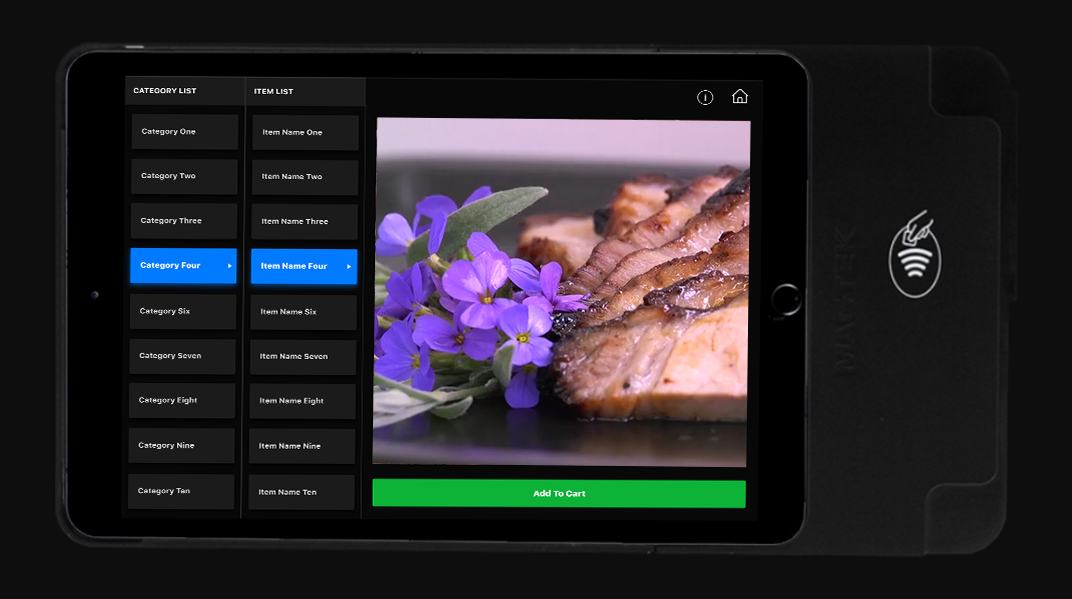 CATEGORY LIST
Category One
Category Two
Category Three
Category Four
Category Six
Category Seven
Category Eight
Category Nine
Category Ten
ITEM LIST
Item Name One
Item Name Two
Item Name Three
Item Name Four
Item Name Six
Item Name Seven
Item Name Eight
Item Name Nine
Item Name Ten
Add To Cart
MAGTEK